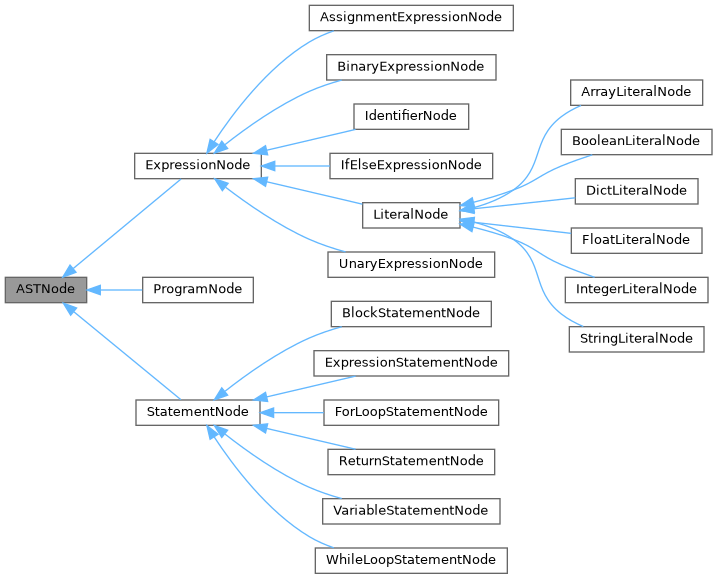 AssignmentExpressionNode
BinaryExpressionNode
ArrayLiteralNode
IdentifierNode
BooleanLiteralNode
ExpressionNode
IfElseExpressionNode
DictLiteralNode
LiteralNode
FloatLiteralNode
UnaryExpressionNode
ASTNode
ProgramNode
IntegerLiteralNode
BlockStatementNode
StringLiteralNode
ExpressionStatementNode
StatementNode
ForLoopStatementNode
ReturnStatementNode
VariableStatementNode
WhileLoopStatementNode